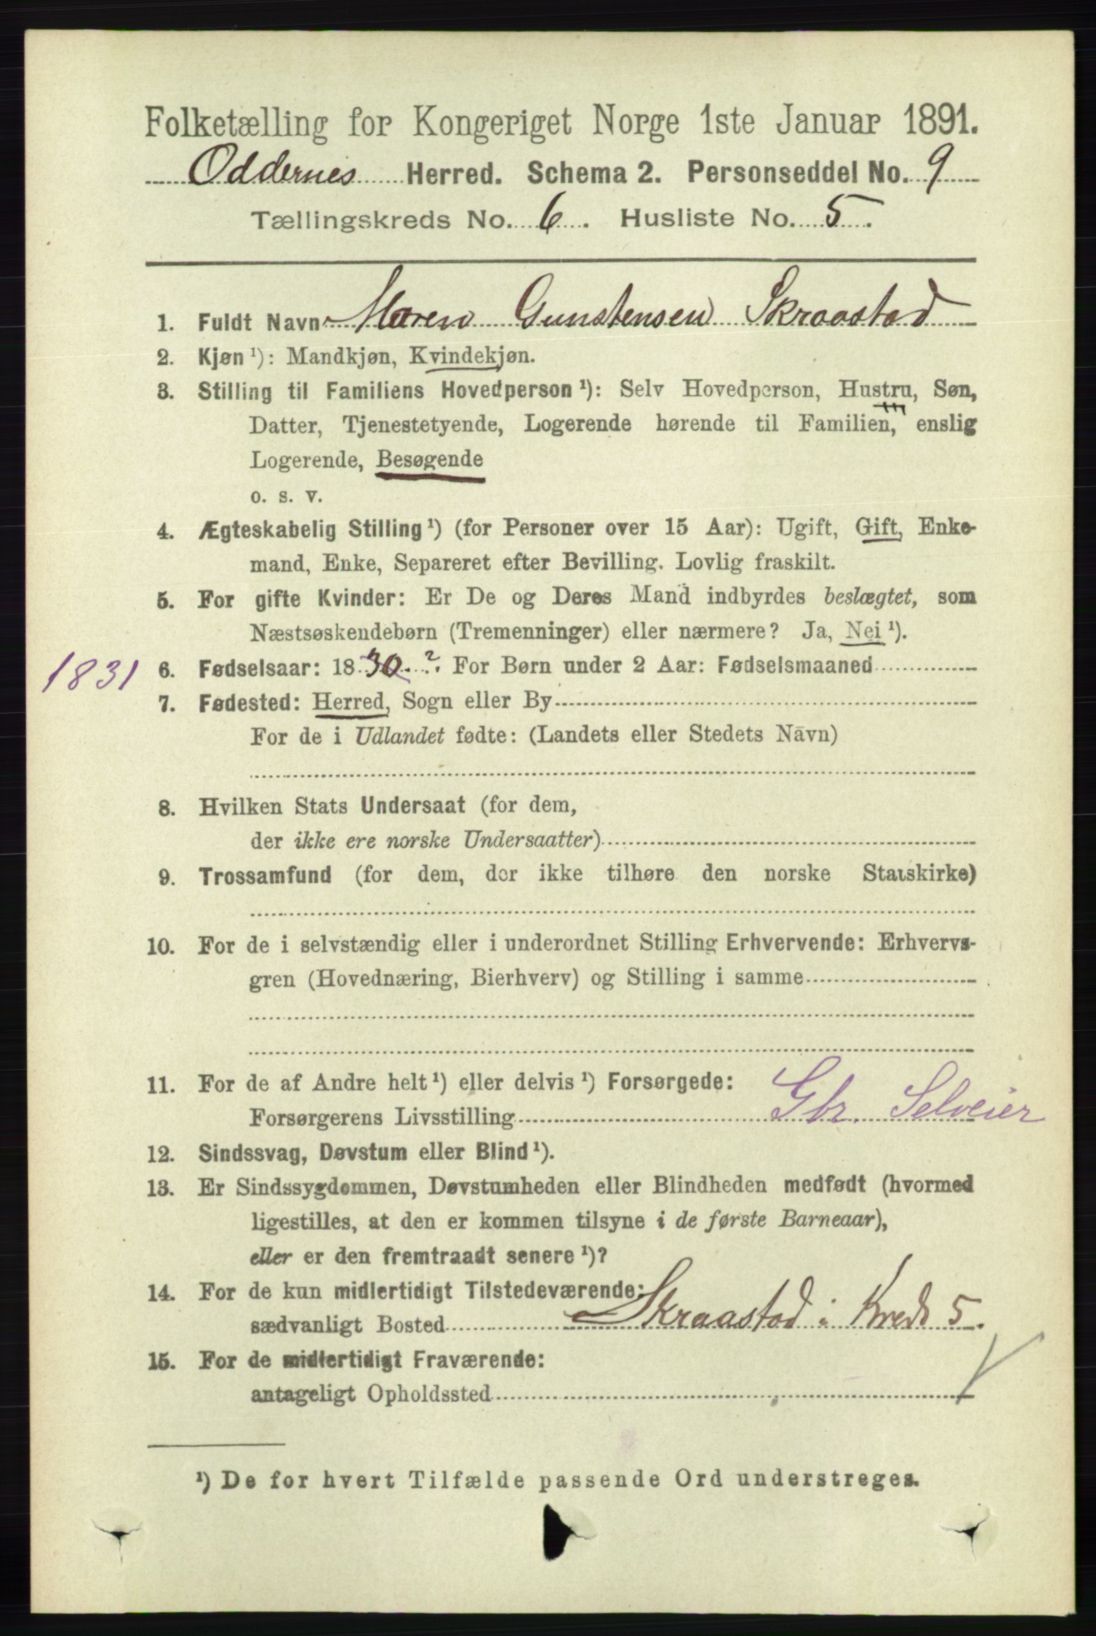 Folketælling for Kongeriget Norge 1ste Januar 1891.
Oddernes Herred. Schema 2. Personseddel No. 9
Tællingskreds No. 6. Husliste No. 5.
1. Fuldt Navn Maren Gunstensen Skraastad
2. Kjøn ¹): Mandkjøn, Kvindekjøn.
3. Stilling til Familiens Hovedperson ¹): Selv Hovedperson, Hustru, Søn,
Datter, Tjenestetyende, Logerende hørende til Familien, enslig
Logerende, Besøgende
o. s. v.
4. Ægteskabelig Stilling ¹) (for Personer over 15 Aar): Ugift, Gift, Enke-
mand, Enke, Separeret efter Bevilling. Lovlig fraskilt.
5. For gifte Kvinder: Er De og Deres Mand indbyrdes beslægtet, som
Næstsøskendebørn (Tremenninger) eller nærmere? Ja, Nei ¹).
1831 6. Fødselsaar: 1830. ?. For Børn under 2 Aar: Fødselsmaaned
7. Fødested: Herred, Sogn eller By
For de i Udlandet fødte: (Landets eller Stedets Navn)
8. Hvilken Stats Undersaat (for dem,
der ikke ere norske Undersaatter)
9. Trossamfund (for dem, der ikke tilhøre den norske Statskirke)
10. For de i selvstændig eller i underordnet Stilling Erhvervende: Erhvervs-
gren (Hovednæring, Bierhverv) og Stilling i samme
11. For de af Andre helt ¹) eller delvis ¹) Forsørgede:
Forsørgerens Livsstilling Gbr. Selveier
12. Sindssvag, Døvstum eller Blind ¹).
13. Er Sindssygdommen, Døvstumheden eller Blindheden medfødt (hvormed
ligestilles, at den er kommen tilsyne i de første Barneaar),
eller er den fremtraadt senere ¹)?
14. For de kun midlertidigt Tilstedeværende:
sædvanligt Bosted Skraastad i Kreds 5.
15. For de midlertidigt Fraværende:
antageligt Opholdssted
¹) De for hvert Tilfælde passende Ord understreges.